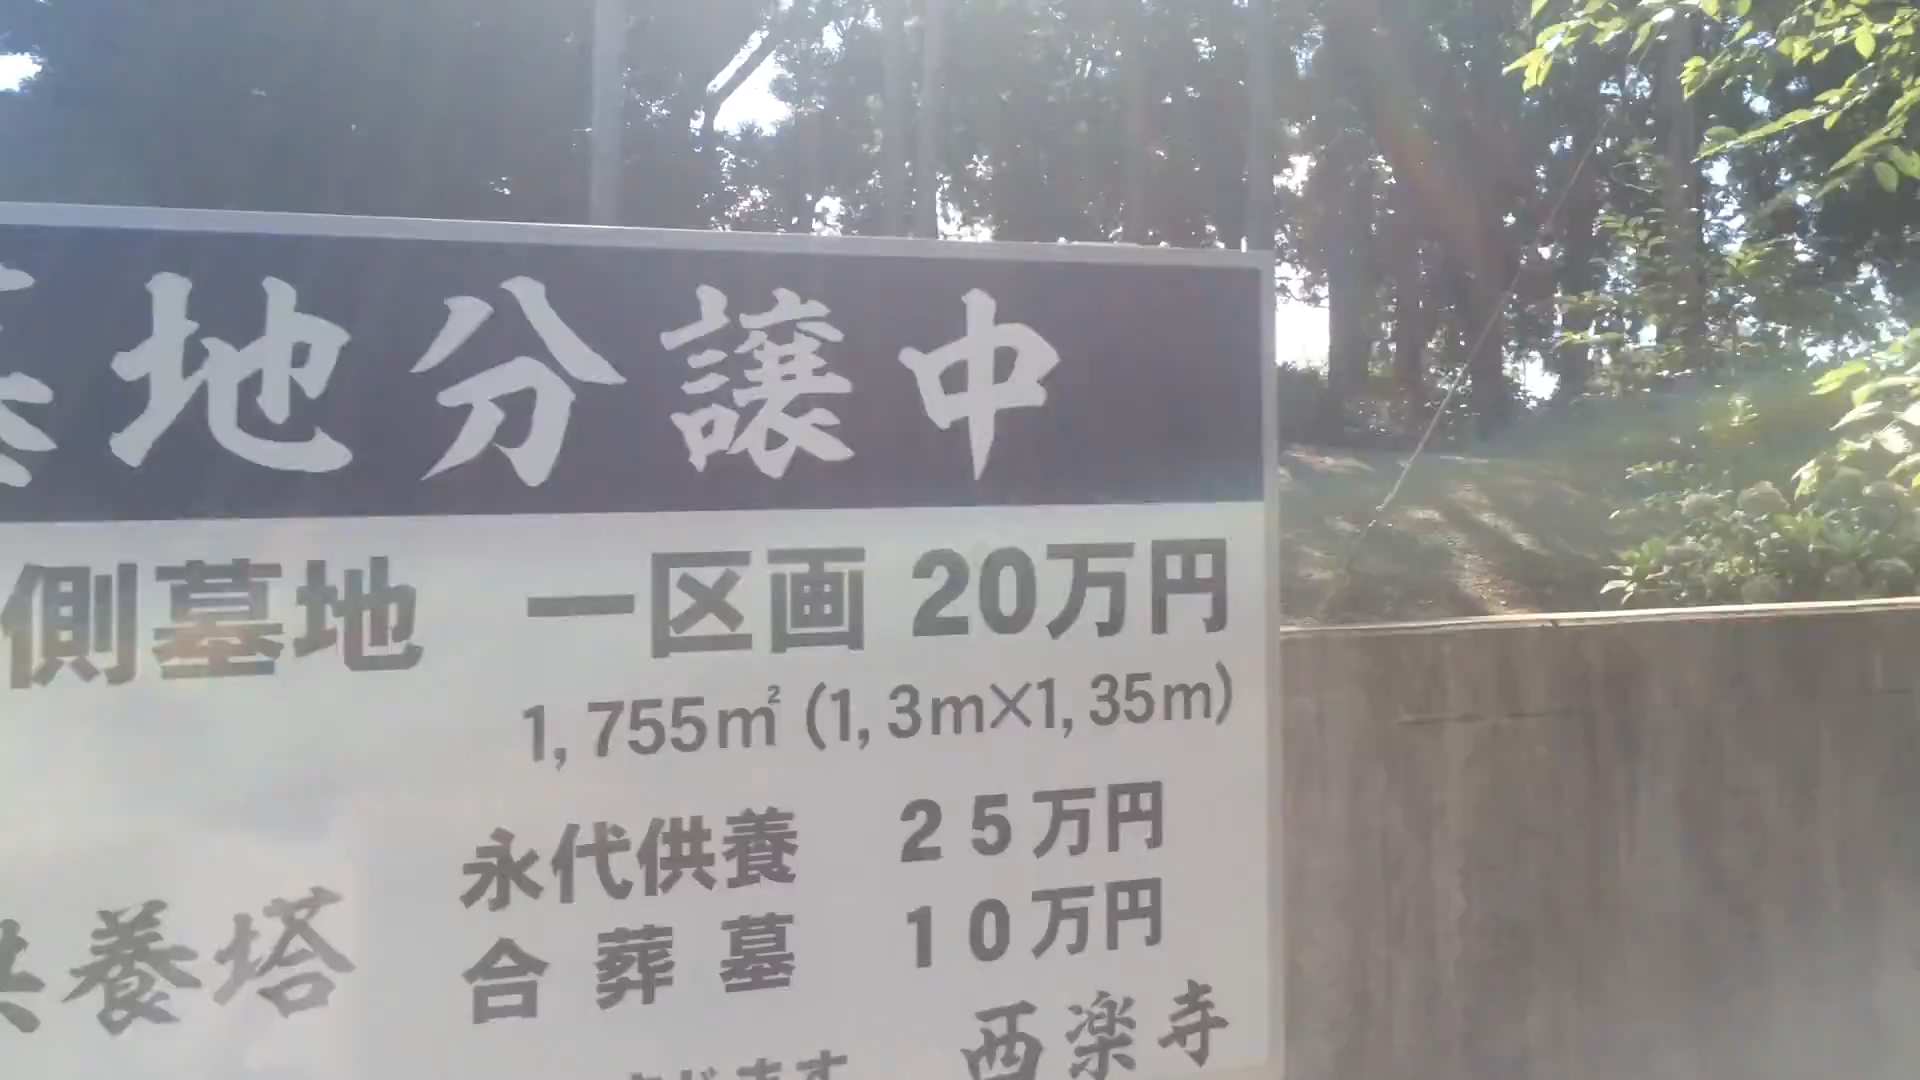 墓地分譲中
側墓地 一区画 20万円
1,755㎡ (1,3m×1,35m)
永代供養 25万円
供養塔
合葬墓 10万円
西楽寺